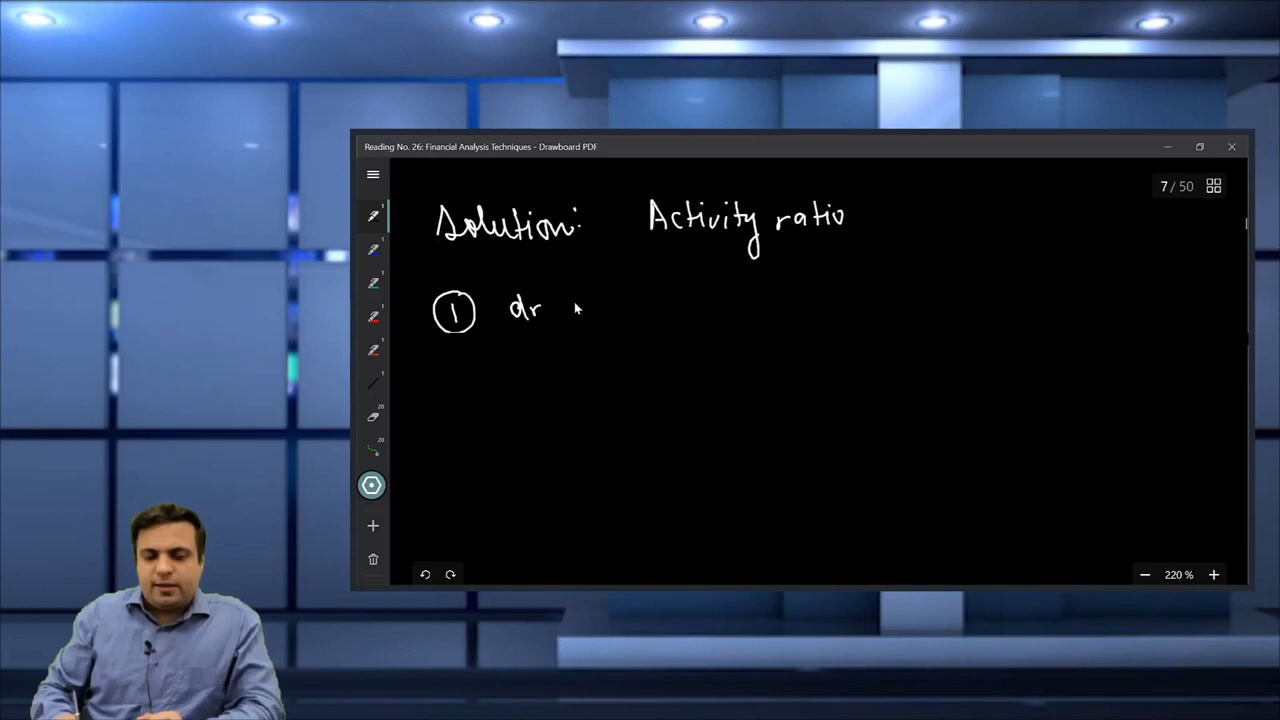 Reading No. 26: Financial Analysis Techniques - Drawboard PDF
7 / 50
Solution: Activity ratio
1 dr
220 %